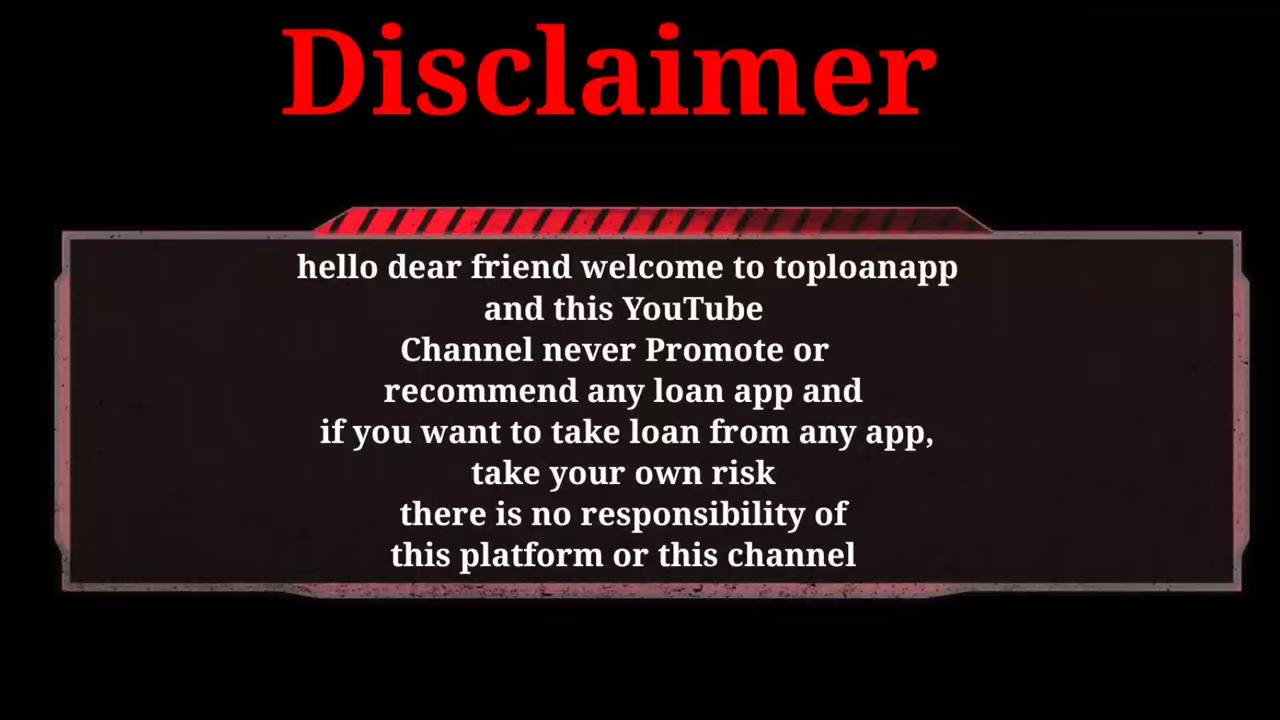 Disclaimer
hello dear friend welcome to toploanapp
and this YouTube
Channel never Promote or
recommend any loan app and
if you want to take loan from any app,
take your own risk
there is no responsibility of
this platform or this channel